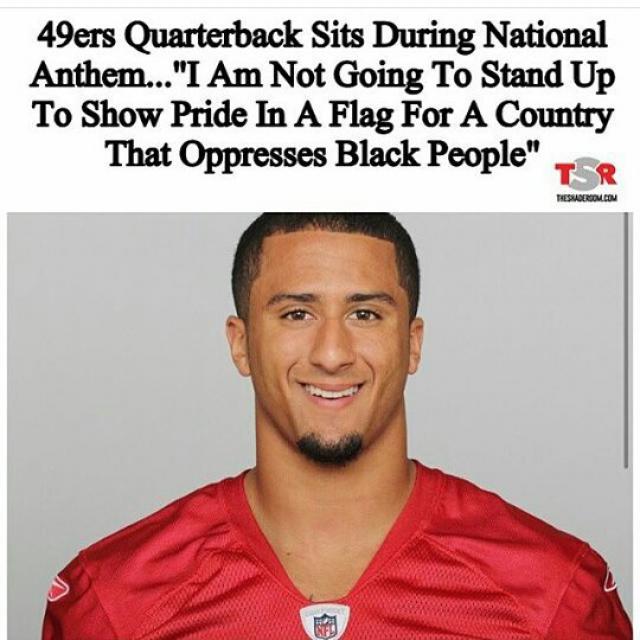 49ers Quarterback Sits During National
Anthem..."I Am Not Going To Stand Up
To Show Pride In A Flag For A Country
That Oppresses Black People"
TSR
THESHADEROOM.COM
NFL